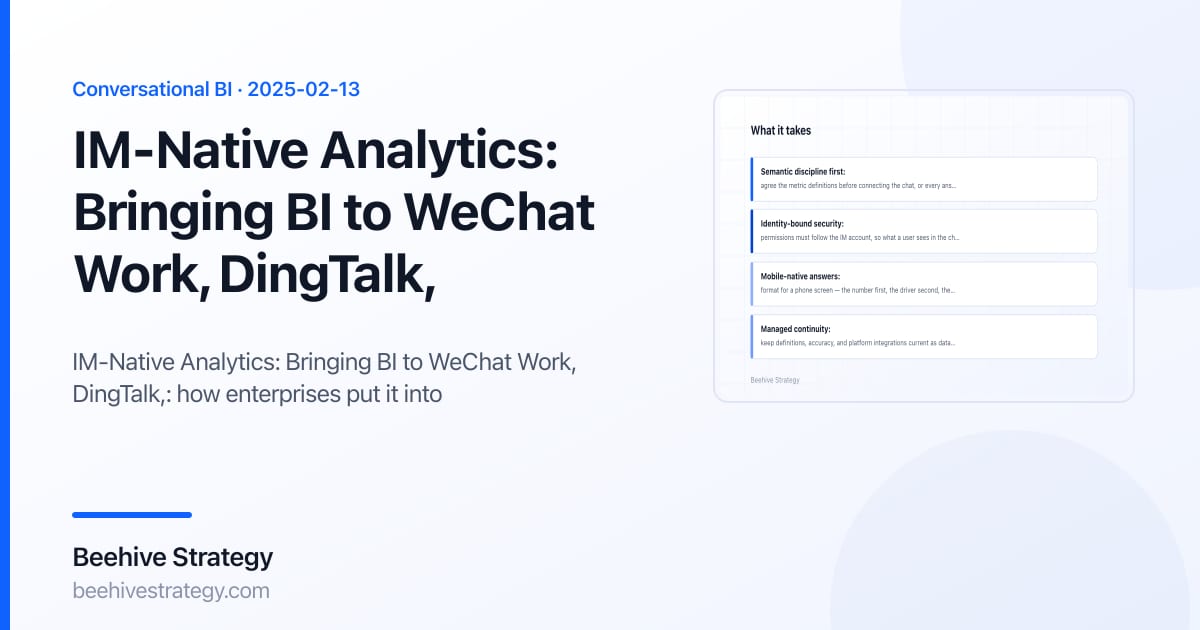 Conversational BI · 2025-02-13
IM-Native Analytics:
Bringing BI to WeChat
Work, DingTalk,
IM-Native Analytics: Bringing BI to WeChat Work,
DingTalk,: how enterprises put it into
Beehive Strategy
beehivestrategy.com
What it takes
Semantic discipline first:
agree the metric definitions before connecting the chat, or every ans...
Identity-bound security:
permissions must follow the IM account, so what a user sees in the ch...
Mobile-native answers:
format for a phone screen — the number first, the driver second, the...
Managed continuity:
keep definitions, accuracy, and platform integrations current as data...
Beehive Strategy